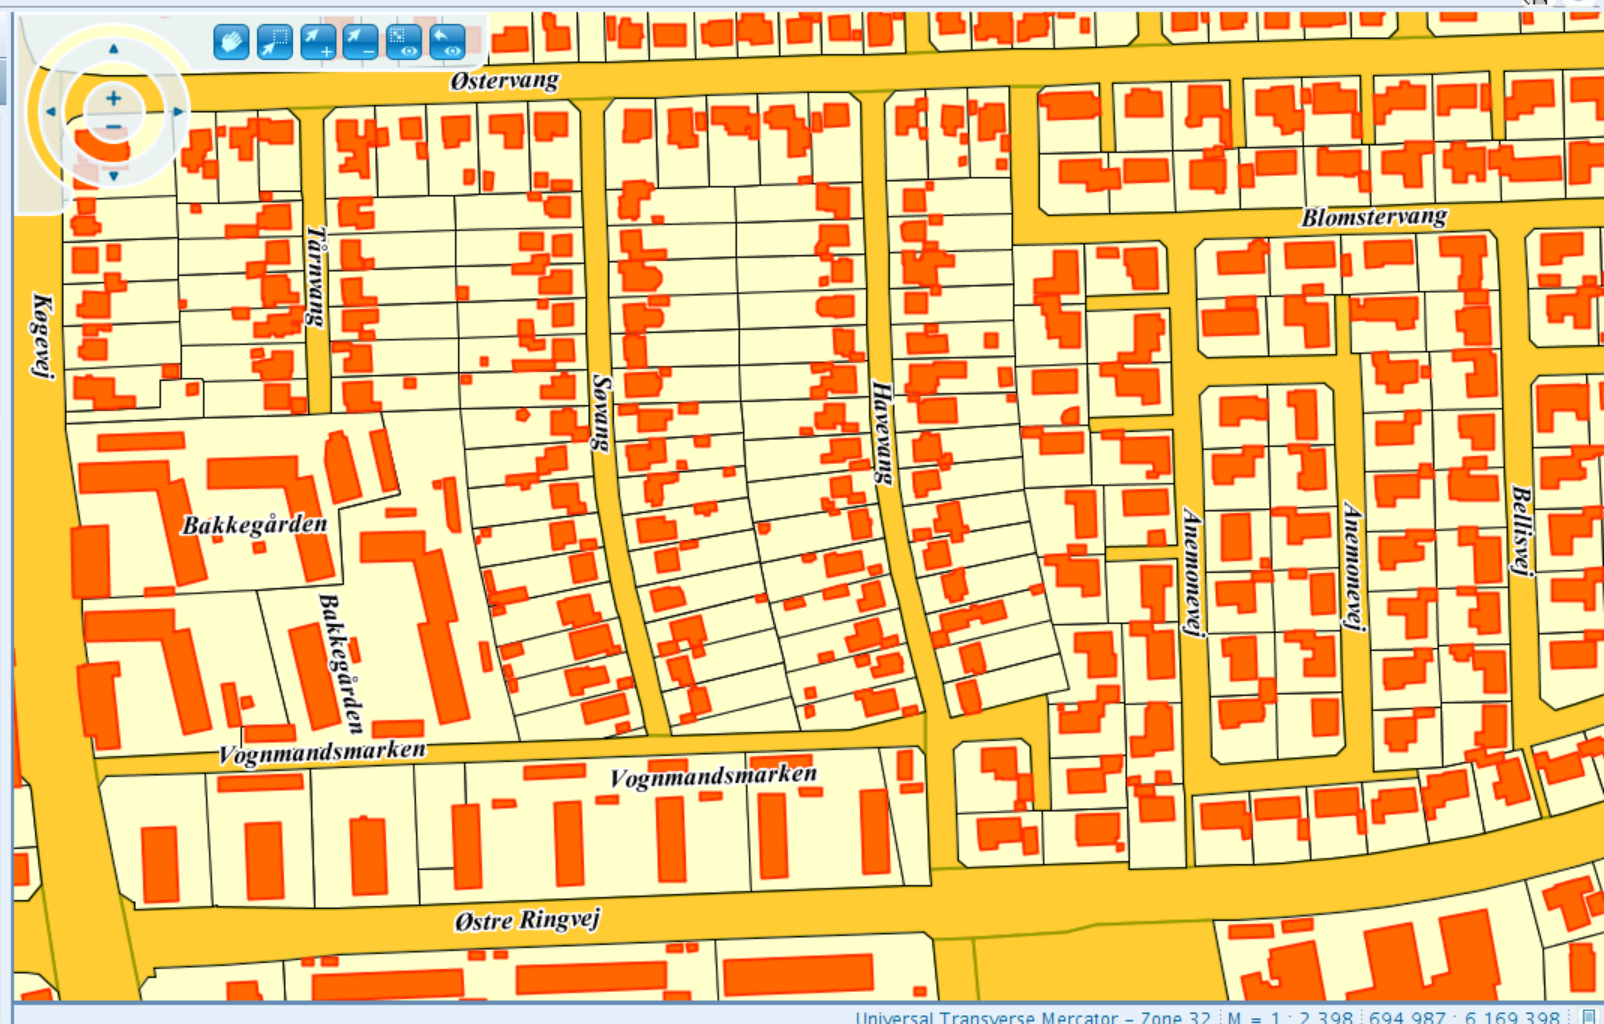 Østervang
Blomstervang
Tårnvang
Køgevej
Søvang
Havevang
Bakkegården
Bellisvej
Anemonevej
Anemonevej
Bakkegården
Vognmandsmarken
Vognmandsmarken
Østre Ringvej
Universal Transverse Mercator – Zone 32 M = 1 : 2 398 694 987 : 6 169 398